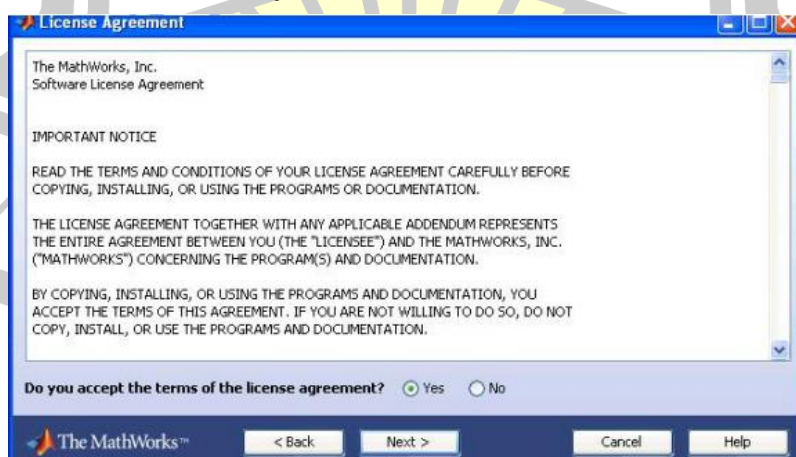 License Agreement
The MathWorks, Inc.
Software License Agreement
IMPORTANT NOTICE
READ THE TERMS AND CONDITIONS OF YOUR LICENSE AGREEMENT CAREFULLY BEFORE
COPYING, INSTALLING, OR USING THE PROGRAMS OR DOCUMENTATION.
THE LICENSE AGREEMENT TOGETHER WITH ANY APPLICABLE ADDENDUM REPRESENTS
THE ENTIRE AGREEMENT BETWEEN YOU (THE "LICENSEE") AND THE MATHWORKS, INC.
("MATHWORKS") CONCERNING THE PROGRAM(S) AND DOCUMENTATION.
BY COPYING, INSTALLING, OR USING THE PROGRAMS AND DOCUMENTATION, YOU
ACCEPT THE TERMS OF THIS AGREEMENT. IF YOU ARE NOT WILLING TO DO SO, DO NOT
COPY, INSTALL, OR USE THE PROGRAMS AND DOCUMENTATION.
Do you accept the terms of the license agreement? Yes No
The MathWorks™ < Back Next > Cancel Help